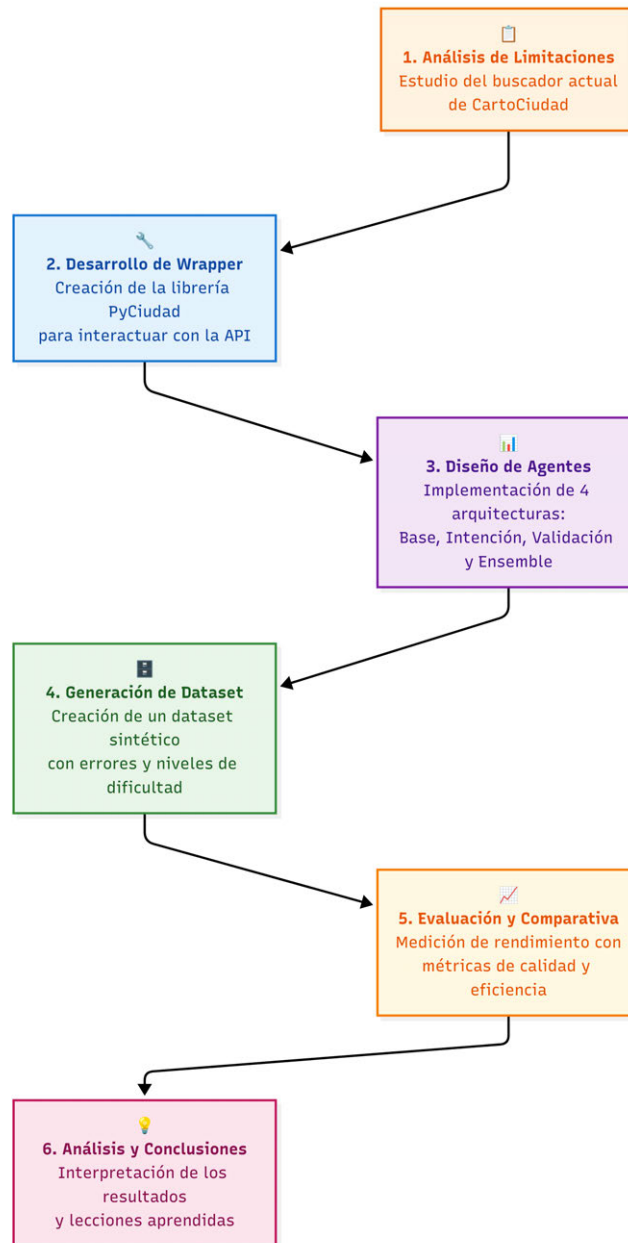 1. Análisis de Limitaciones
Estudio del buscador actual
de CartoCiudad
2. Desarrollo de Wrapper
Creación de la librería
PyCiudad
para interactuar con la API
3. Diseño de Agentes
Implementación de 4
arquitecturas:
Base, Intención, Validación
y Ensemble
4. Generación de Dataset
Creación de un dataset
sintético
con errores y niveles de
dificultad
5. Evaluación y Comparativa
Medición de rendimiento con
métricas de calidad y
eficiencia
6. Análisis y Conclusiones
Interpretación de los
resultados
y lecciones aprendidas